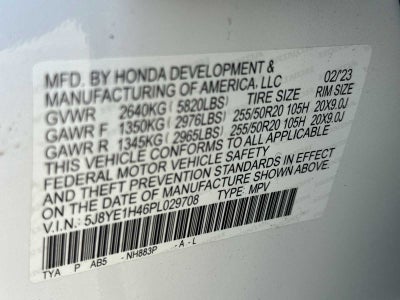 MFD. BY HONDA DEVELOPMENT & 02/'23
MANUFACTURING OF AMERICA, LLC
GVWR 2640KG (5820LBS) TIRE SIZE RIM SIZE
GAWR F 1350KG (2976LBS) 255/50R20 105H 20X9.0J
GAWR R 1345KG (2965LBS) 255/50R20 105H 20X9.0J
THIS VEHICLE CONFORMS TO ALL APPLICABLE
FEDERAL MOTOR VEHICLE SAFETY
AND THEFT PREVENTION STANDARDS IN EFFECT
ON THE DATE OF MANUFACTURE SHOWN ABOVE.
V.I.N.: 5J8YE1H46PL029708 TYPE: MPV
TYA P AB5 - NH883P - A - L